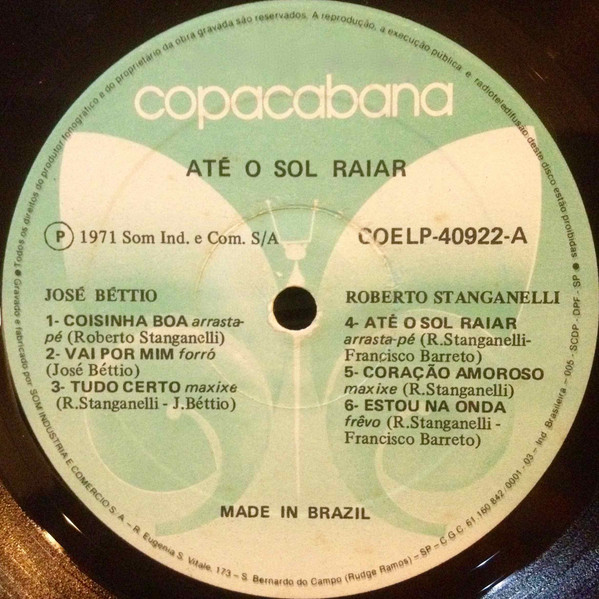 ● Todos os direitos do produtor fonográfico e do proprietário da obra gravada são reservados. A reprodução, a execução pública e radioteledifusão deste disco estão proibidas ●
copacabana
ATÉ O SOL RAIAR
P 1971 Som Ind. e Com. S/A
COELP-40922-A
JOSÉ BÉTTIO
1- COISINHA BOA arrasta-
pé (Roberto Stanganelli)
2- VAI POR MIM forró
(José Béttio)
3- TUDO CERTO maxixe
(R.Stanganelli - J.Béttio)
ROBERTO STANGANELLI
4- ATÉ O SOL RAIAR
arrasta-pé (R.Stanganelli-
Francisco Barreto)
5- CORAÇÃO AMOROSO
maxixe (R.Stanganelli)
6- ESTOU NA ONDA
frêvo (R.Stanganelli -
Francisco Barreto)
MADE IN BRAZIL
Gravado e fabricado por SOM INDUSTRIA E COMERCIO S. A. – R. Eugenia S. Vitale, 173 – S. Bernardo do Campo (Rudge Ramos) – SP – C.G.C. 61.160.842/0001-03 – Ind. Brasileira – 005 - SCDP - DPF - SP